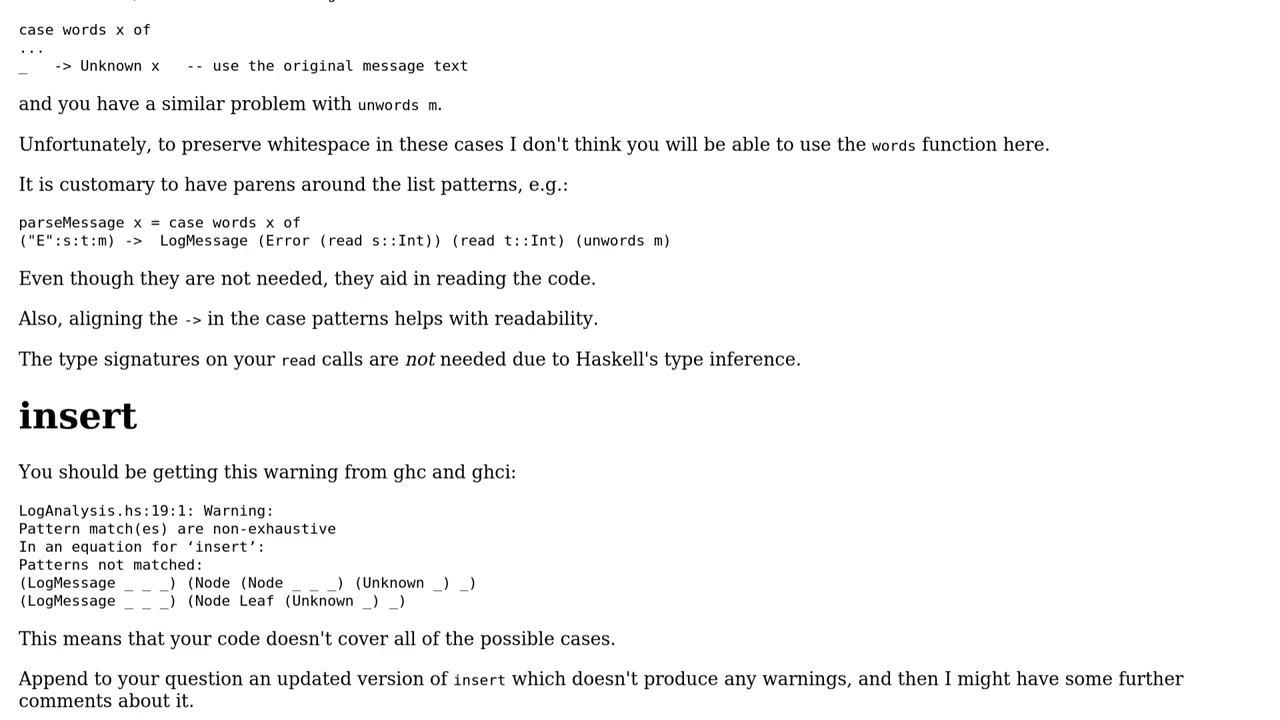 case words x of
...
_   -> Unknown x   -- use the original message text
and you have a similar problem with unwords m.
Unfortunately, to preserve whitespace in these cases I don't think you will be able to use the words function here.
It is customary to have parens around the list patterns, e.g.:
parseMessage x = case words x of
("E":s:t:m) ->  LogMessage (Error (read s::Int)) (read t::Int) (unwords m)
Even though they are not needed, they aid in reading the code.
Also, aligning the -> in the case patterns helps with readability.
The type signatures on your read calls are not needed due to Haskell's type inference.
insert
You should be getting this warning from ghc and ghci:
LogAnalysis.hs:19:1: Warning:
Pattern match(es) are non-exhaustive
In an equation for ‘insert’:
Patterns not matched:
(LogMessage _ _ _) (Node (Node _ _ _) (Unknown _) _)
(LogMessage _ _ _) (Node Leaf (Unknown _) _)
This means that your code doesn't cover all of the possible cases.
Append to your question an updated version of insert which doesn't produce any warnings, and then I might have some further
comments about it.